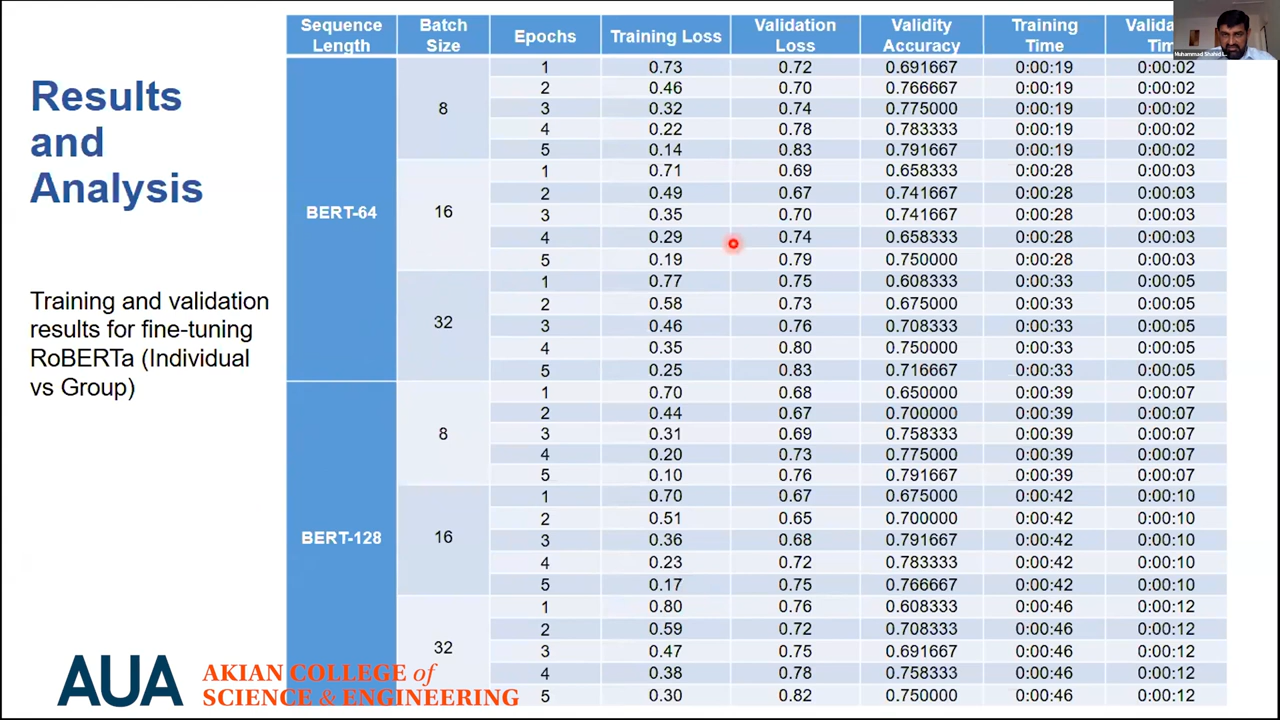 Results
and
Analysis
Training and validation
results for fine-tuning
RoBERTa (Individual
vs Group)
Sequence Length Batch Size Epochs Training Loss Validation Loss Validity Accuracy Training Time
BERT-64
8
1 0.73 0.72 0.691667 0:00:19 0:00:02
2 0.46 0.70 0.766667 0:00:19 0:00:02
3 0.32 0.74 0.775000 0:00:19 0:00:02
4 0.22 0.78 0.783333 0:00:19 0:00:02
5 0.14 0.83 0.791667 0:00:19 0:00:02
16
1 0.71 0.69 0.658333 0:00:28 0:00:03
2 0.49 0.67 0.741667 0:00:28 0:00:03
3 0.35 0.70 0.741667 0:00:28 0:00:03
4 0.29 0.74 0.658333 0:00:28 0:00:03
5 0.19 0.79 0.750000 0:00:28 0:00:03
32
1 0.77 0.75 0.608333 0:00:33 0:00:05
2 0.58 0.73 0.675000 0:00:33 0:00:05
3 0.46 0.76 0.708333 0:00:33 0:00:05
4 0.35 0.80 0.750000 0:00:33 0:00:05
5 0.25 0.83 0.716667 0:00:33 0:00:05
BERT-128
8
1 0.70 0.68 0.650000 0:00:39 0:00:07
2 0.44 0.67 0.700000 0:00:39 0:00:07
3 0.31 0.69 0.758333 0:00:39 0:00:07
4 0.20 0.73 0.775000 0:00:39 0:00:07
5 0.10 0.76 0.791667 0:00:39 0:00:07
16
1 0.70 0.67 0.675000 0:00:42 0:00:10
2 0.51 0.65 0.700000 0:00:42 0:00:10
3 0.36 0.68 0.791667 0:00:42 0:00:10
4 0.23 0.72 0.783333 0:00:42 0:00:10
5 0.17 0.75 0.766667 0:00:42 0:00:10
32
1 0.80 0.76 0.608333 0:00:46 0:00:12
2 0.59 0.72 0.708333 0:00:46 0:00:12
3 0.47 0.75 0.691667 0:00:46 0:00:12
4 0.38 0.78 0.758333 0:00:46 0:00:12
5 0.30 0.82 0.750000 0:00:46 0:00:12
AUA
AKIAN COLLEGE of
SCIENCE & ENGINEERING
Muhammad Shahid